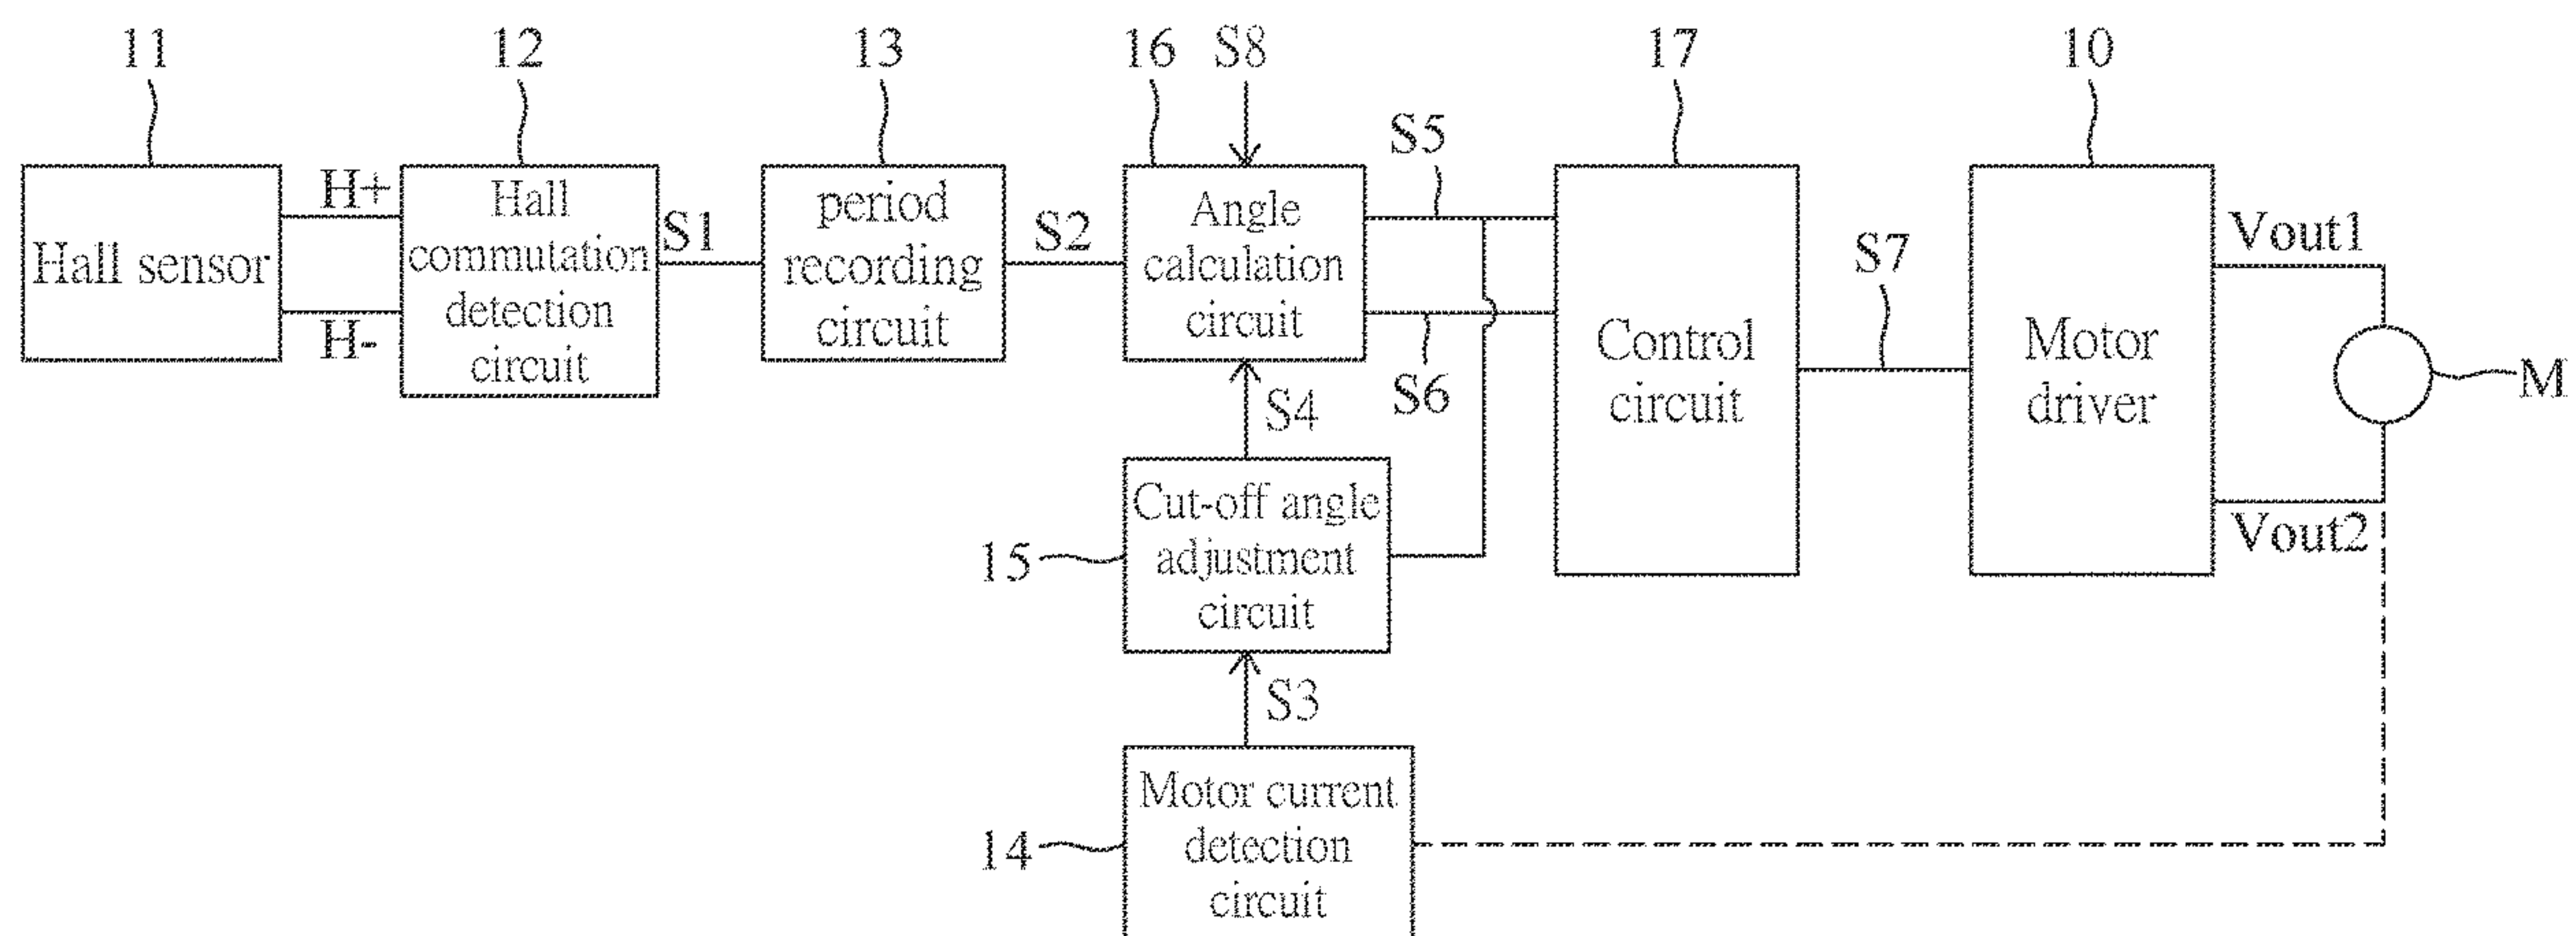 11
12
13
16
S8
17
10
Hall sensor
H+
H-
Hall
commutation
detection
circuit
S1
period
recording
circuit
S2
Angle
calculation
circuit
S5
S6
Control
circuit
S7
Motor
driver
Vout1
Vout2
M
S4
15
Cut-off angle
adjustment
circuit
S3
14
Motor current
detection
circuit